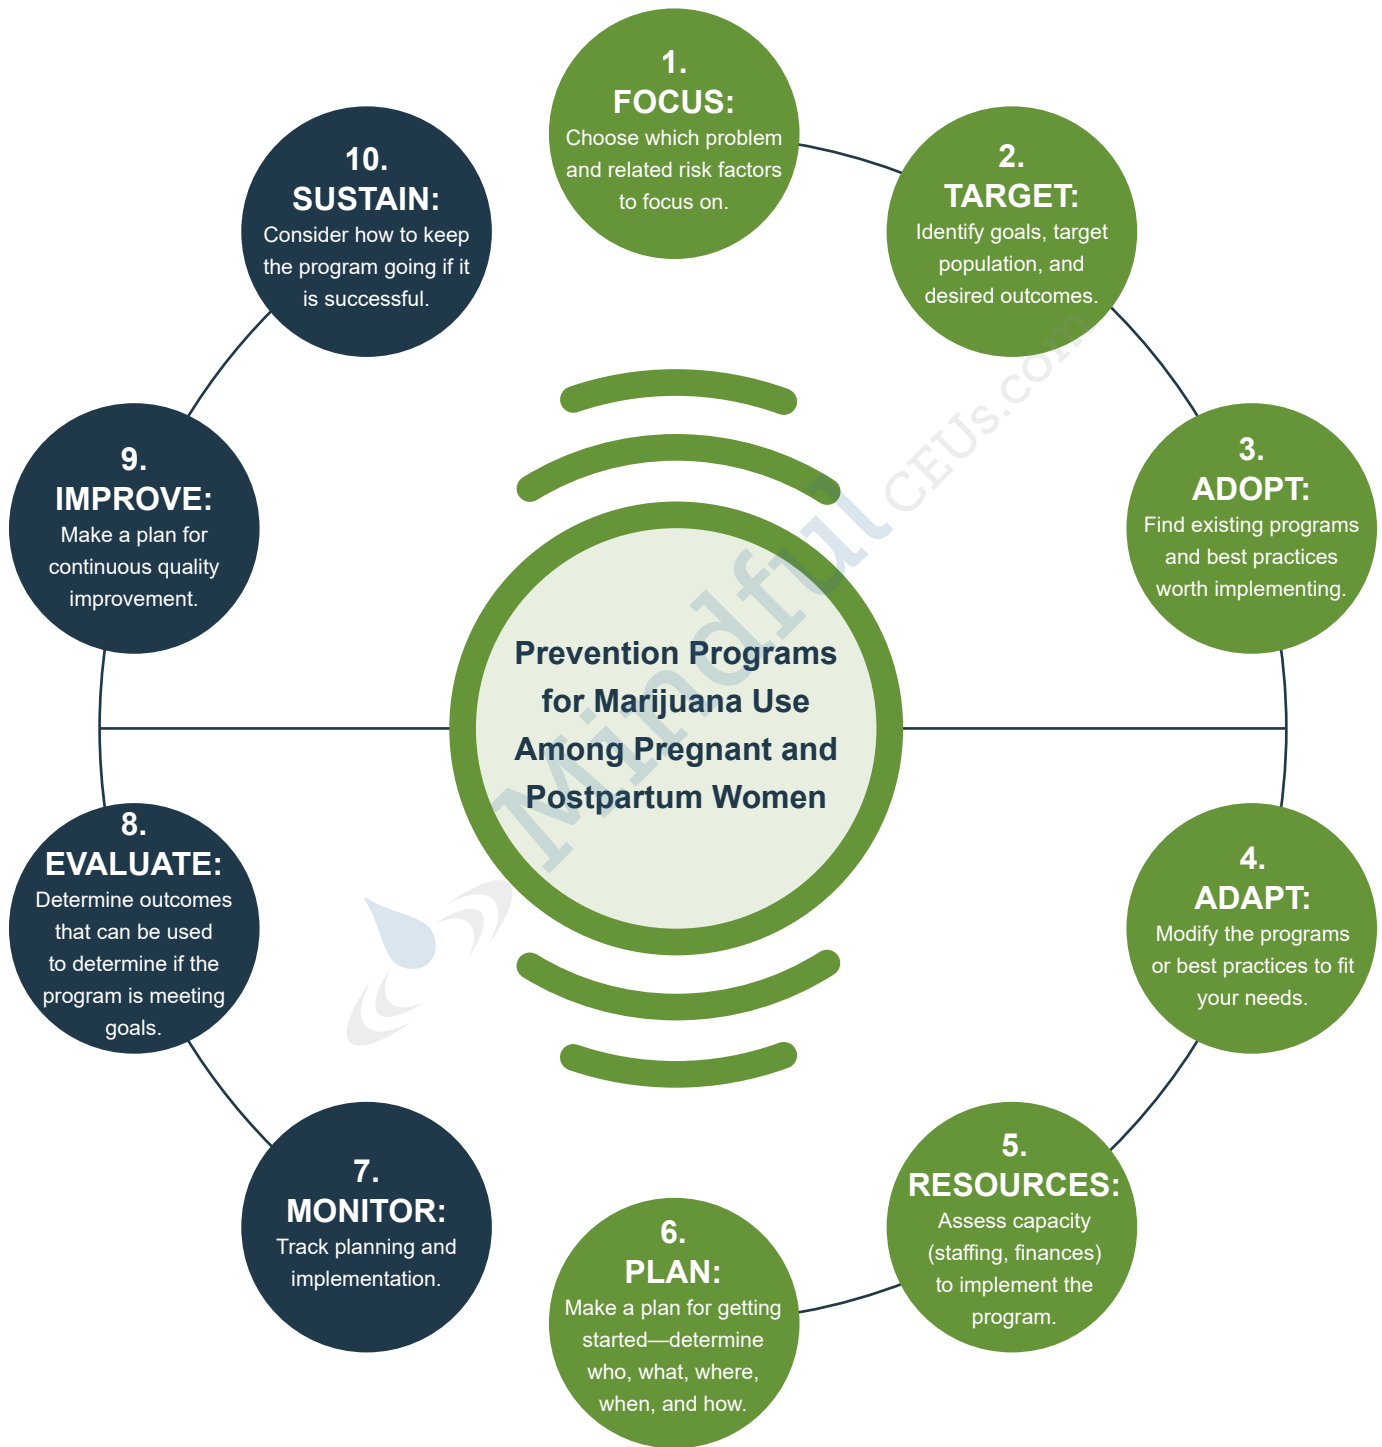 1.
FOCUS:
Choose which problem
and related risk factors
to focus on.
2.
TARGET:
Identify goals, target
population, and
desired outcomes.
3.
ADOPT:
Find existing programs
and best practices
worth implementing.
4.
ADAPT:
Modify the programs
or best practices to fit
your needs.
5.
RESOURCES:
Assess capacity
(staffing, finances)
to implement the
program.
6.
PLAN:
Make a plan for getting
started—determine
who, what, where,
when, and how.
7.
MONITOR:
Track planning and
implementation.
8.
EVALUATE:
Determine outcomes
that can be used
to determine if the
program is meeting
goals.
9.
IMPROVE:
Make a plan for
continuous quality
improvement.
10.
SUSTAIN:
Consider how to keep
the program going if it
is successful.
Prevention Programs
for Marijuana Use
Among Pregnant and
Postpartum Women
Mindful CEUs.com